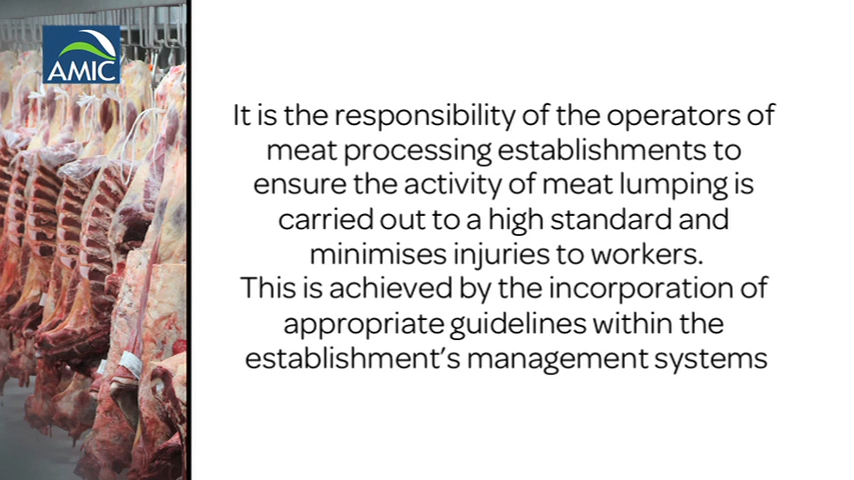 AMIC
It is the responsibility of the operators of
meat processing establishments to
ensure the activity of meat lumping is
carried out to a high standard and
minimises injuries to workers.
This is achieved by the incorporation of
appropriate guidelines within the
establishment's management systems